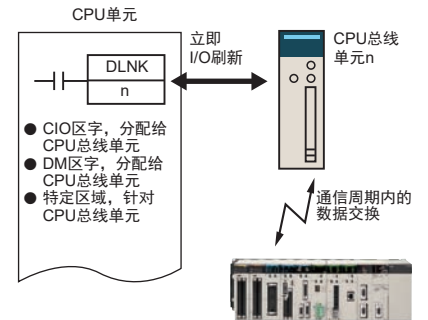 CPU单元
DLNK
n
● CIO区字，分配给
CPU总线单元
● DM区字，分配给
CPU总线单元
● 特定区域，针对
CPU总线单元
立即
I/O刷新
CPU总线
单元n
通信周期内的
数据交换